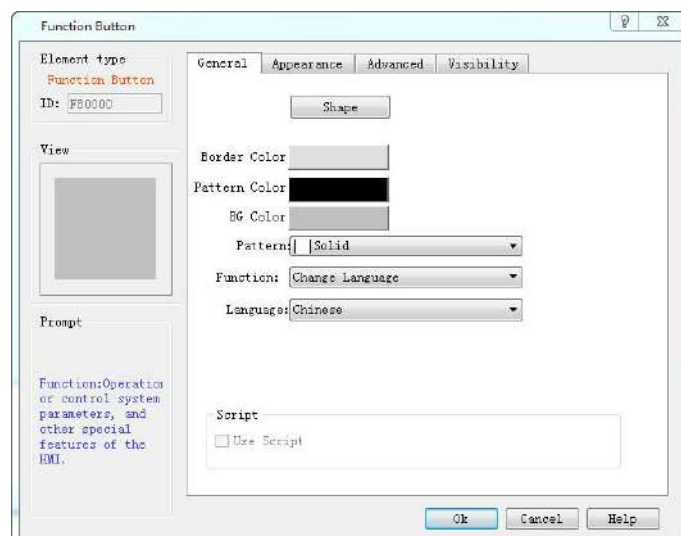 Function Button
Element type
Function Button
ID: FB0000
View
Prompt
Function:Operation
or control system
parameters, and
other special
features of the
HMI.
General Appearance Advanced Visibility
Shape
Border Color
Pattern Color
BG Color
Pattern: Solid
Function: Change Language
Language: Chinese
Script
Use Script
Ok Cancel Help